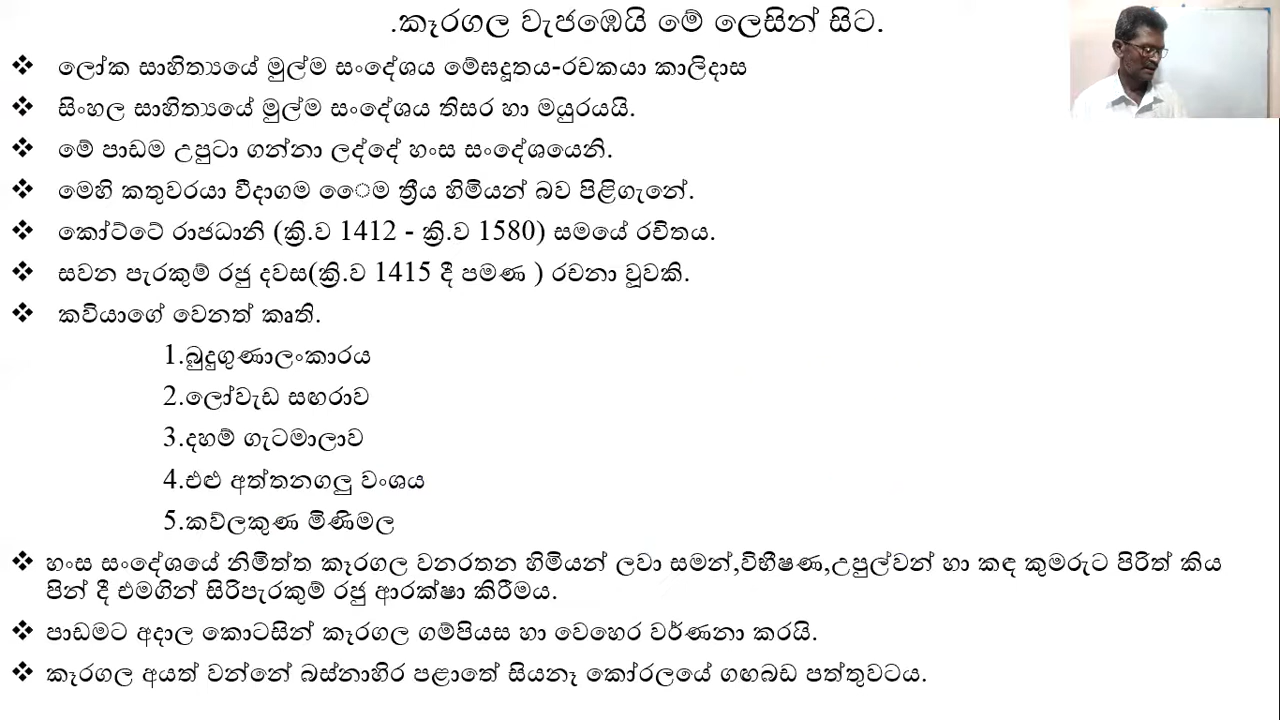 .කෑරගල වැජඹෙයි මේ ලෙසින් සිට.
❖ ලෝක සාහිත්‍යයේ මුල්ම සංදේශය මේඝදූතය-රචකයා කාලිදාස
❖ සිංහල සාහිත්‍යයේ මුල්ම සංදේශය තිසර හා මයුරයයි.
❖ මේ පාඩම උපුටා ගන්නා ලද්දේ හංස සංදේශයෙනි.
❖ මෙහි කතුවරයා වීදාගම ෛම ත්‍රීය හිමියන් බව පිළිගැනේ.
❖ කෝට්ටේ රාජධානි (ක්‍රි.ව 1412 - ක්‍රි.ව 1580) සමයේ රචිතය.
❖ සවන පැරකුම් රජු දවස(ක්‍රි.ව 1415 දී පමණ ) රචනා වූවකි.
❖ කවියාගේ වෙනත් කෘති.
1.බුදුගුණාලංකාරය
2.ලෝවැඩ සඟරාව
3.දහම් ගැටමාලාව
4.එළු අත්තනගලු වංශය
5.කව්ලකුණ මිණිමල
❖ හංස සංදේශයේ නිමිත්ත කෑරගල වනරතන හිමියන් ලවා සමන්,විභීෂණ,උපුල්වන් හා කඳ කුමරුට පිරිත් කිය
පින් දී එමගින් සිරිපැරකුම් රජු ආරක්ෂා කිරීමය.
❖ පාඩමට අදාල කොටසින් කෑරගල ගම්පියස හා වෙහෙර වර්ණනා කරයි.
❖ කෑරගල අයත් වන්නේ බස්නාහිර පළාතේ සියනෑ කෝරලයේ ගඟබඩ පත්තුවටය.